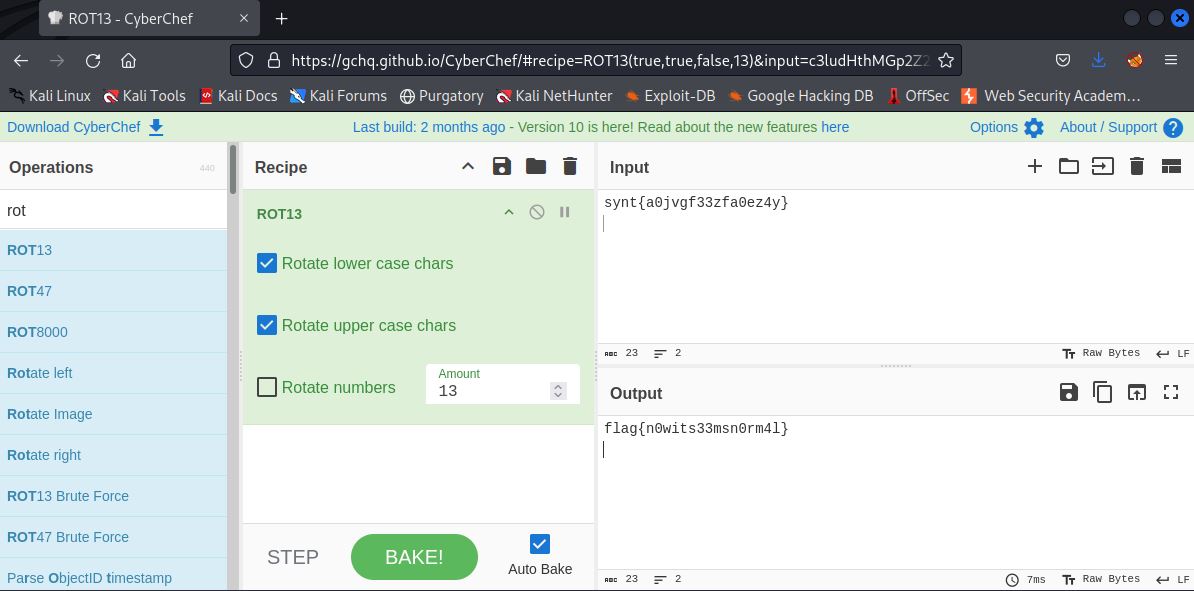 ROT13 - CyberChef
https://gchq.github.io/CyberChef/#recipe=ROT13(true,true,false,13)&input=c3ludHthMGp2Z2
Kali Linux Kali Tools Kali Docs Kali Forums Purgatory Kali NetHunter Exploit-DB Google Hacking DB OffSec Web Security Academ…
Download CyberChef Last build: 2 months ago - Version 10 is here! Read about the new features here Options About / Support
Operations 440
rot
ROT13
ROT47
ROT8000
Rotate left
Rotate Image
Rotate right
ROT13 Brute Force
ROT47 Brute Force
Parse ObjectID timestamp
Recipe
ROT13
Rotate lower case chars
Rotate upper case chars
Rotate numbers
Amount
13
STEP BAKE! Auto Bake
Input
synt{a0jvgf33zfa0ez4y}
ABC 23 2 Raw Bytes LF
Output
flag{n0wits33msn0rm4l}
ABC 23 2 7ms Raw Bytes LF